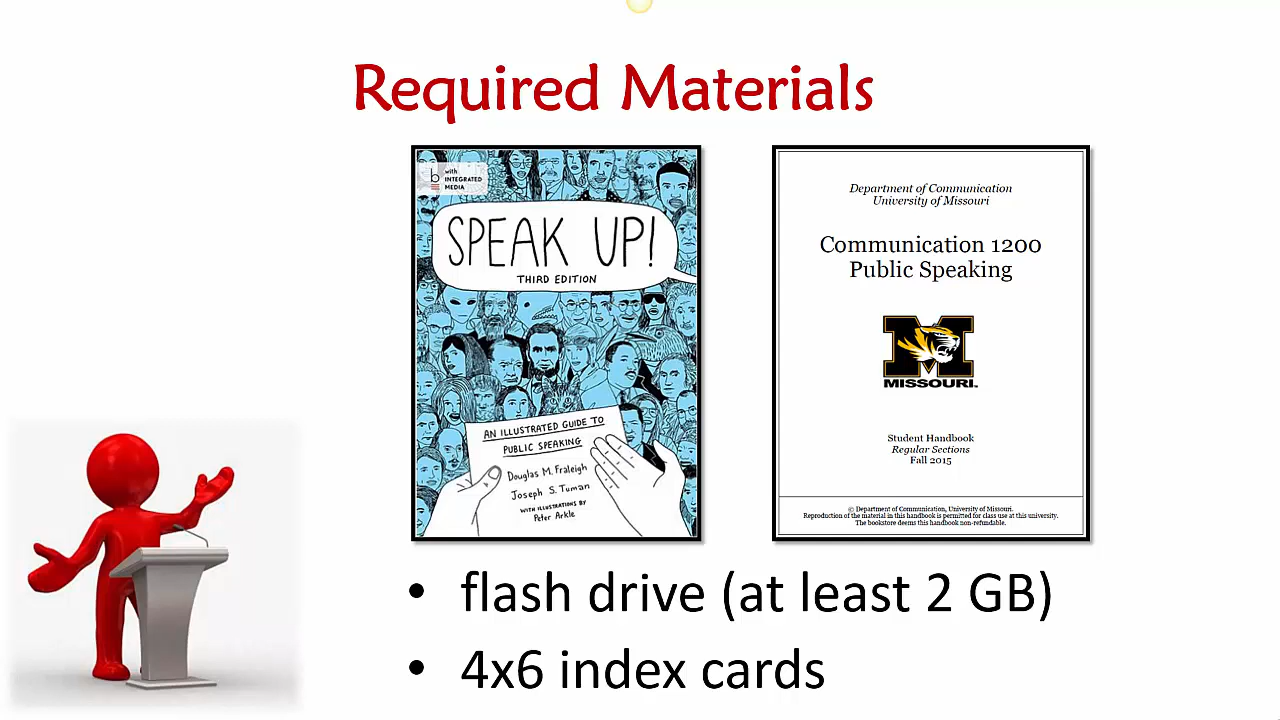 Required Materials
b with
INTEGRATED
MEDIA
SPEAK UP!
THIRD EDITION
AN ILLUSTRATED GUIDE TO
PUBLIC SPEAKING
Douglas M. Fraleigh
Joseph S. Tuman
WITH ILLUSTRATIONS BY
Peter Arkle
Department of Communication
University of Missouri
Communication 1200
Public Speaking
MISSOURI.
Student Handbook
Regular Sections
Fall 2015
© Department of Communication, University of Missouri.
Reproduction of the material in this handbook is permitted for class use at this university.
The bookstore deems this handbook non-refundable.
• flash drive (at least 2 GB)
• 4x6 index cards